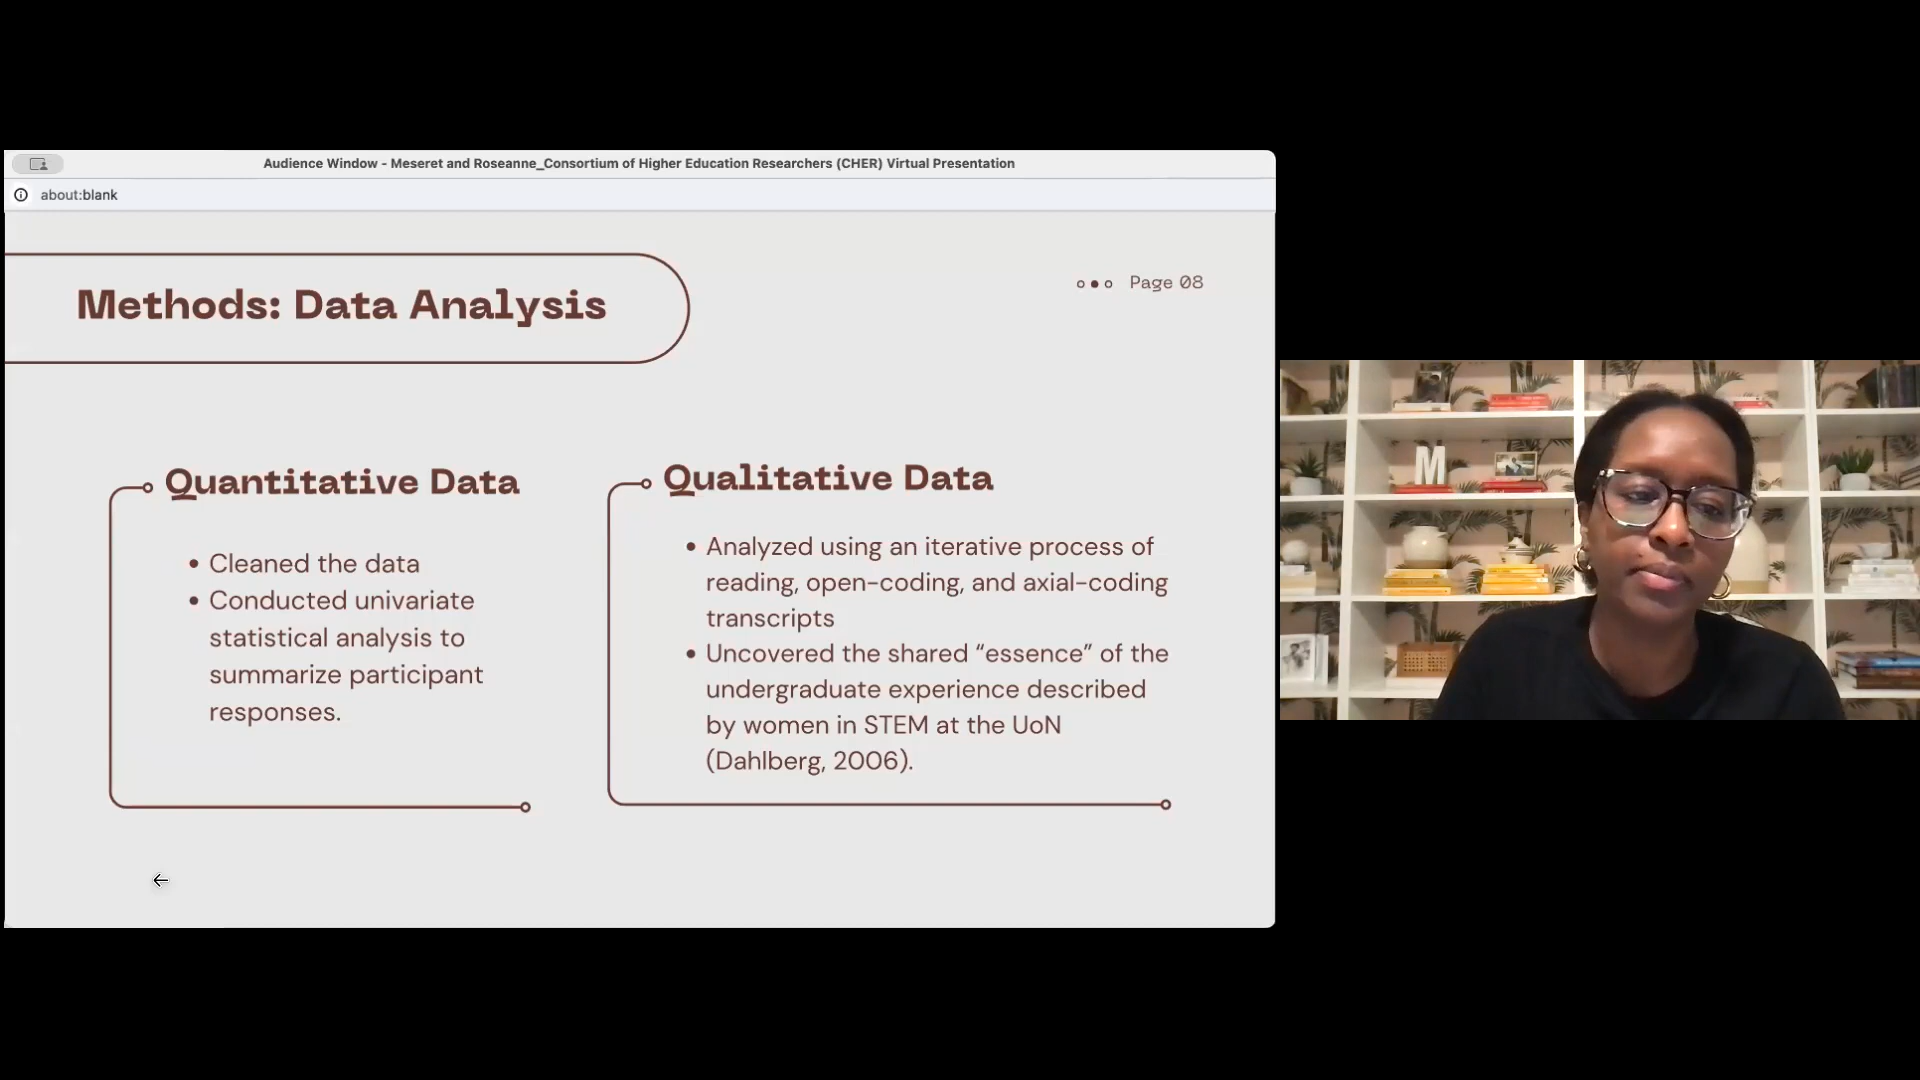 Audience Window - Meseret and Roseanne_Consortium of Higher Education Researchers (CHER) Virtual Presentation
about:blank
Methods: Data Analysis
Page 08
Quantitative Data
• Cleaned the data
• Conducted univariate
statistical analysis to
summarize participant
responses.
Qualitative Data
• Analyzed using an iterative process of
reading, open-coding, and axial-coding
transcripts
• Uncovered the shared “essence” of the
undergraduate experience described
by women in STEM at the UoN
(Dahlberg, 2006).
M